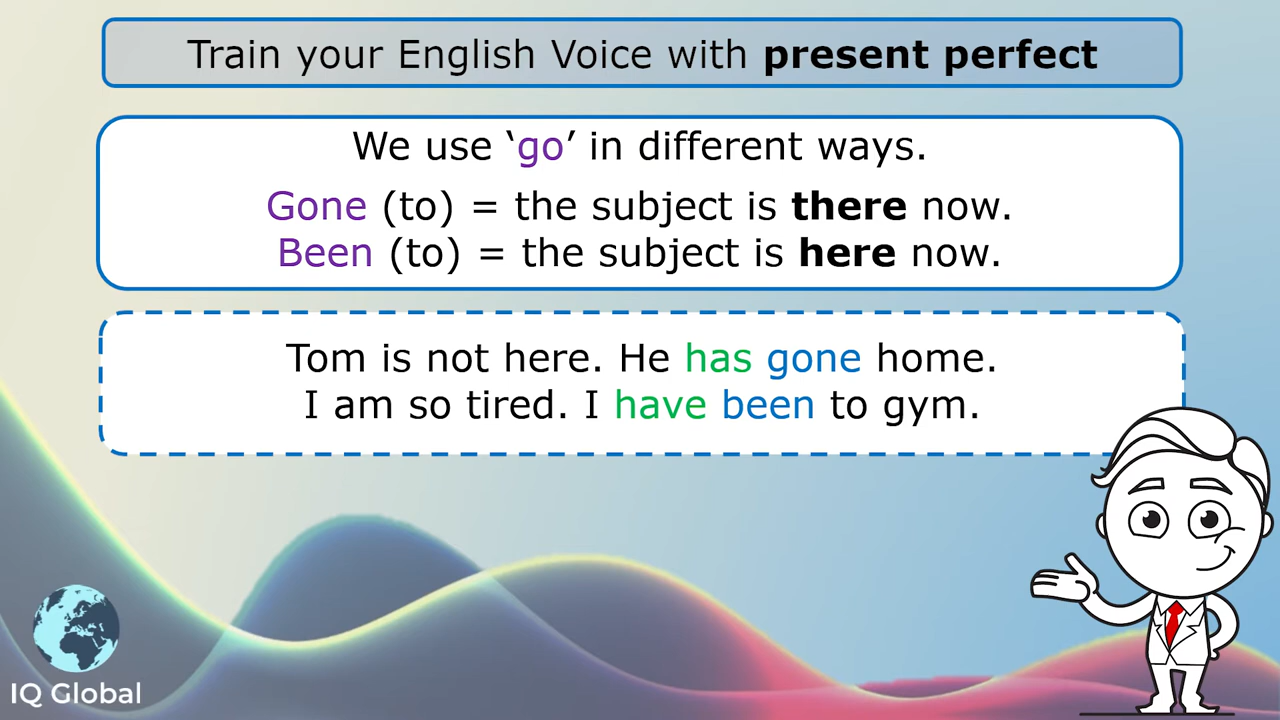 Train your English Voice with present perfect
We use ‘go’ in different ways.
Gone (to) = the subject is there now.
Been (to) = the subject is here now.
Tom is not here. He has gone home.
I am so tired. I have been to gym.
IQ Global